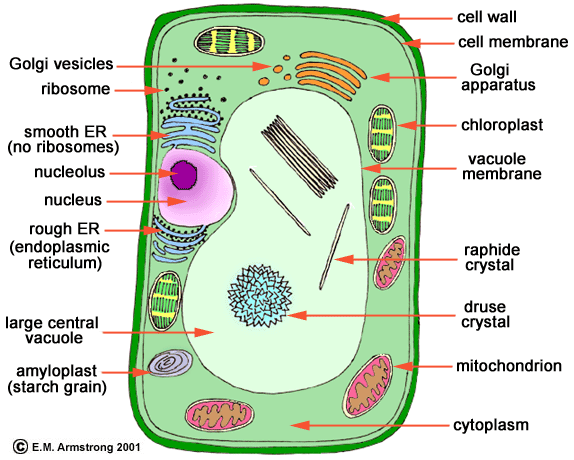 cell wall
cell membrane
Golgi vesicles
Golgi
apparatus
ribosome
chloroplast
smooth ER
(no ribosomes)
vacuole
membrane
nucleolus
nucleus
rough ER
(endoplasmic
reticulum)
raphide
crystal
druse
crystal
large central
vacuole
mitochondrion
amyloplast
(starch grain)
cytoplasm
© E.M. Armstrong 2001